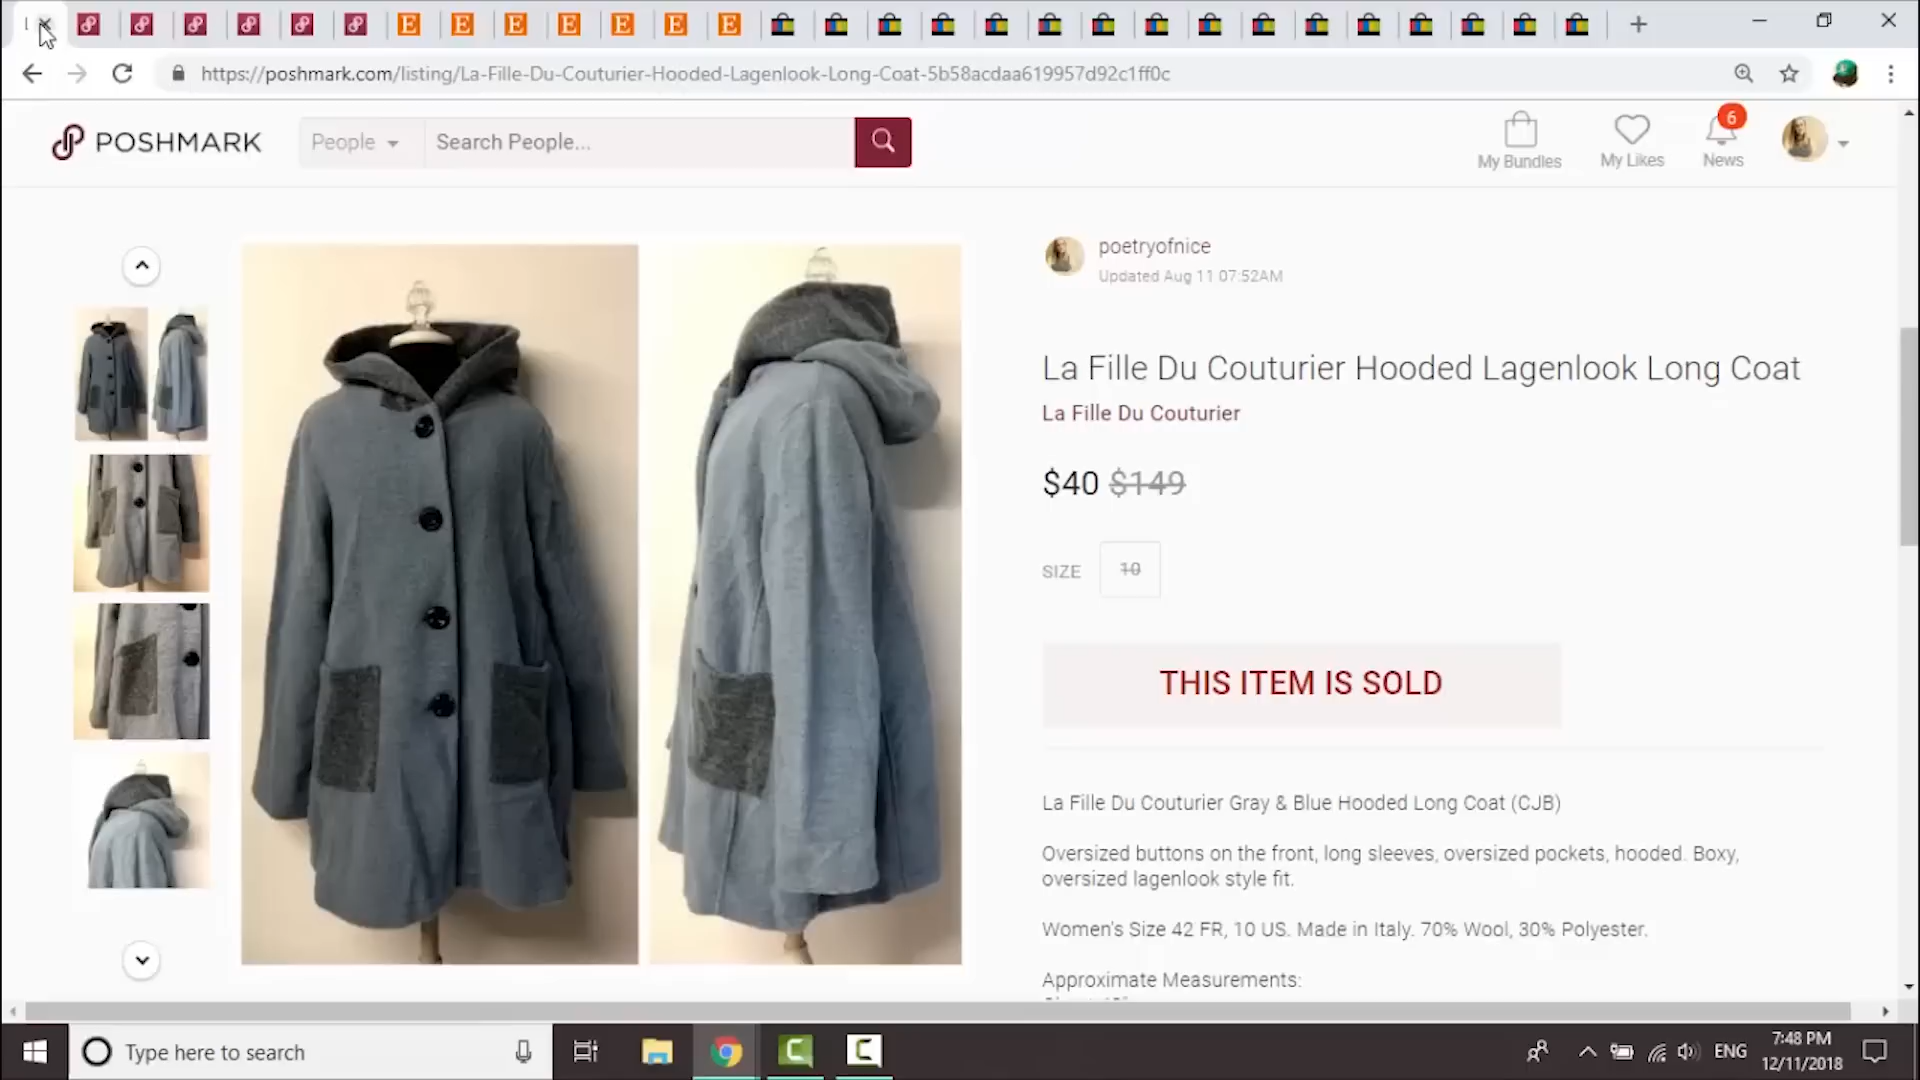 https://poshmark.com/listing/La-Fille-Du-Couturier-Hooded-Lagenlook-Long-Coat-5b58acdaa619957d92c1ff0c
POSHMARK
People
Search People...
My Bundles
My Likes
6
News
poetryofnice
Updated Aug 11 07:52AM
La Fille Du Couturier Hooded Lagenlook Long Coat
La Fille Du Couturier
$40 $149
SIZE
10
THIS ITEM IS SOLD
La Fille Du Couturier Gray & Blue Hooded Long Coat (CJB)
Oversized buttons on the front, long sleeves, oversized pockets, hooded. Boxy,
oversized lagenlook style fit.
Women's Size 42 FR, 10 US. Made in Italy. 70% Wool, 30% Polyester.
Approximate Measurements:
Type here to search
ENG
7:48 PM
12/11/2018